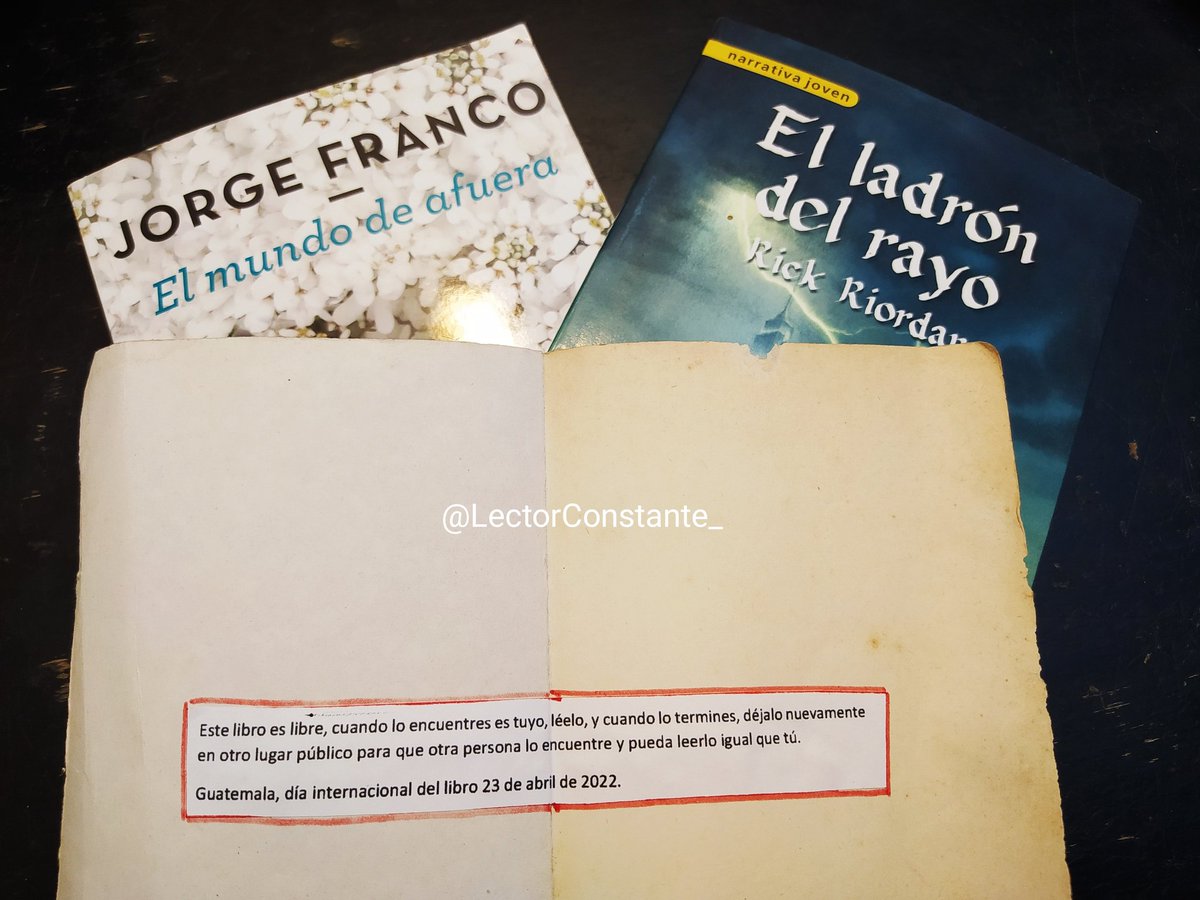 JORGE FRANCO
El mundo de afuera
narrativa joven
El ladrón
del rayo
Rick Riordan
@LectorConstante_
Este libro es libre, cuando lo encuentres es tuyo, léelo, y cuando lo termines, déjalo nuevamente
en otro lugar público para que otra persona lo encuentre y pueda leerlo igual que tú.
Guatemala, día internacional del libro 23 de abril de 2022.